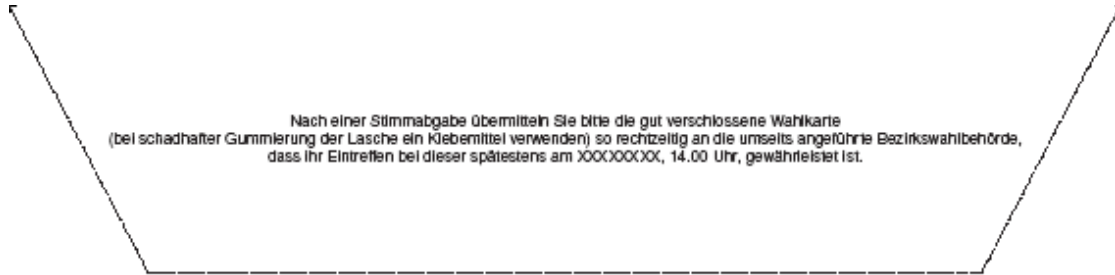 Nach einer Stimmabgabe übermitteln Sie bitte die gut verschlossene Wahlkarte
(bei schadhafter Gummierung der Lasche ein Klebemittel verwenden) so rechtzeitig an die umseits angeführte Bezirkswahlbehörde,
dass ihr Eintreffen bei dieser spätestens am XXXXXXXX, 14.00 Uhr, gewährleistet ist.